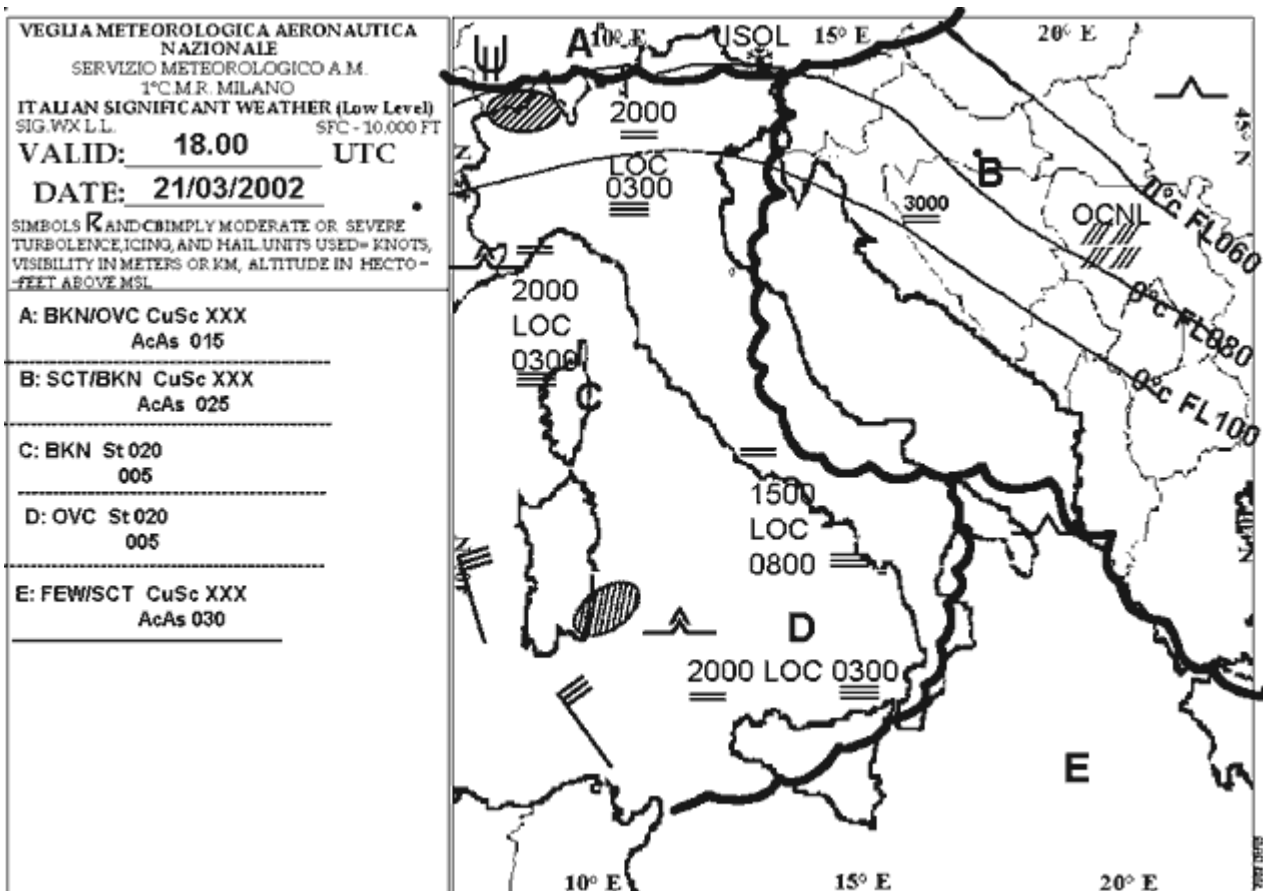 VEGLIA METEOROLOGICA AERONAUTICA
NAZIONALE
SERVIZIO METEOROLOGICO A.M.
1°C.M.R. MILANO
ITALIAN SIGNIFICANT WEATHER (Low Level)
SIG.WX L.L. SFC - 10.000 FT
VALID: 18.00 UTC
DATE: 21/03/2002
SIMBOLS AND CB IMPLY MODERATE OR SEVERE
TURBOLENCE,ICING, AND HAIL.UNITS USED= KNOTS,
VISIBILITY IN METERS OR KM, ALTITUDE IN HECTO-
-FEET ABOVE MSL
A: BKN/OVC CuSc XXX
AcAs 015
B: SCT/BKN CuSc XXX
AcAs 025
C: BKN St 020
005
D: OVC St 020
005
E: FEW/SCT CuSc XXX
AcAs 030
A 10° E ISOL 15° E 20° E
45° N
2000
LOC
0300
B
3000
OCNL
0°c FL060
0°c FL080
0°c FL100
2000
LOC
0300
C
1500
LOC
0800
D
2000 LOC 0300
E
10° E 15° E 20° E